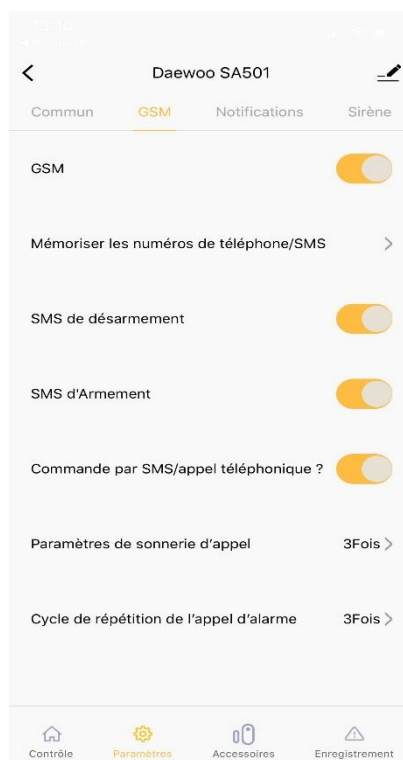 Daewoo SA501
Commun GSM Notifications Sirène
GSM
Mémoriser les numéros de téléphone/SMS
SMS de désarmement
SMS d'Armement
Commande par SMS/appel téléphonique ?
Paramètres de sonnerie d'appel 3Fois
Cycle de répétition de l'appel d'alarme 3Fois
Contrôle Paramètres Accessoires Enregistrement